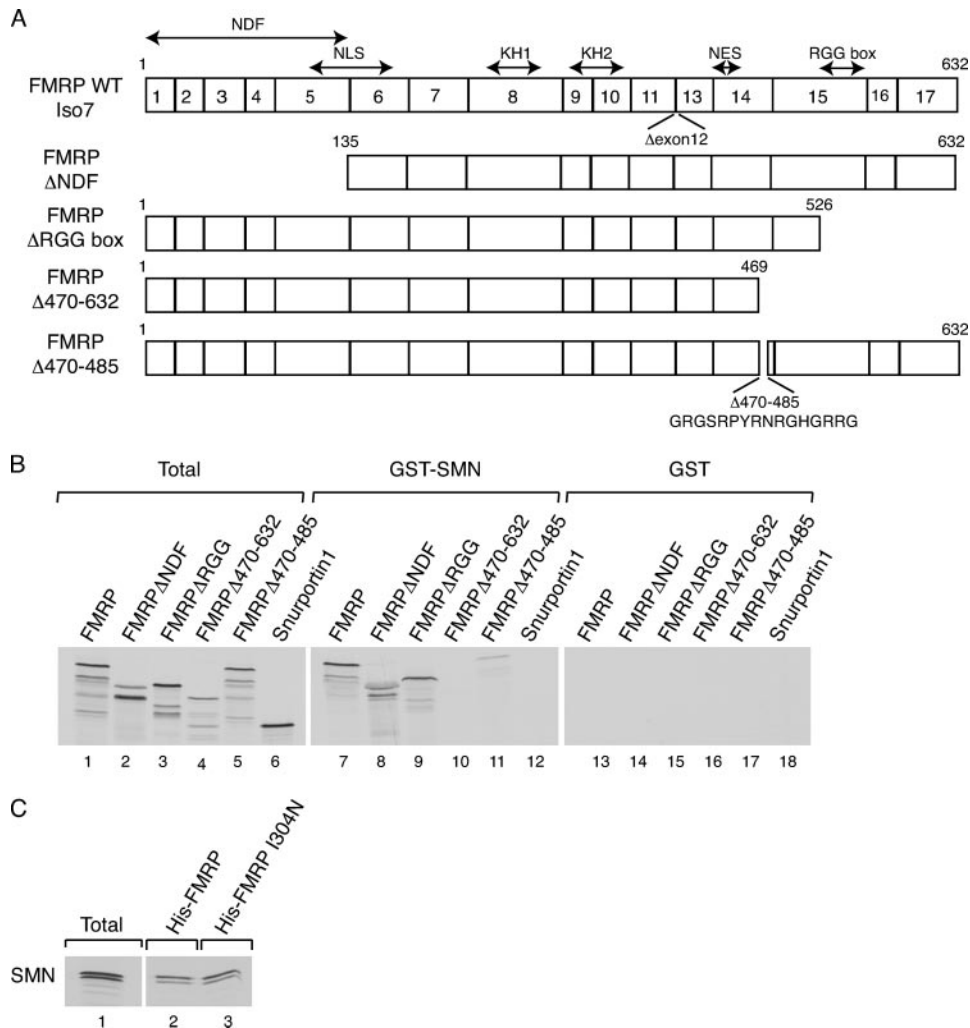 A
NDF
NLS
KH1
KH2
NES
RGG box
1
632
FMRP WT
Iso7
1 2 3 4 5 6 7 8 9 10 11 13 14 15 16 17
Δexon12
FMRP
ΔNDF
135
632
FMRP
ΔRGG box
1
526
FMRP
Δ470-632
1
469
FMRP
Δ470-485
1
632
Δ470-485
GRGSRPYRNRGHGRRG
B
Total
GST-SMN
GST
FMRP
FMRPΔNDF
FMRPΔRGG
FMRPΔ470-632
FMRPΔ470-485
Snurportin1
FMRP
FMRPΔNDF
FMRPΔRGG
FMRPΔ470-632
FMRPΔ470-485
Snurportin1
FMRP
FMRPΔNDF
FMRPΔRGG
FMRPΔ470-632
FMRPΔ470-485
Snurportin1
1 2 3 4 5 6 7 8 9 10 11 12 13 14 15 16 17 18
C
Total
His-FMRP
His-FMRP I304N
SMN
1 2 3